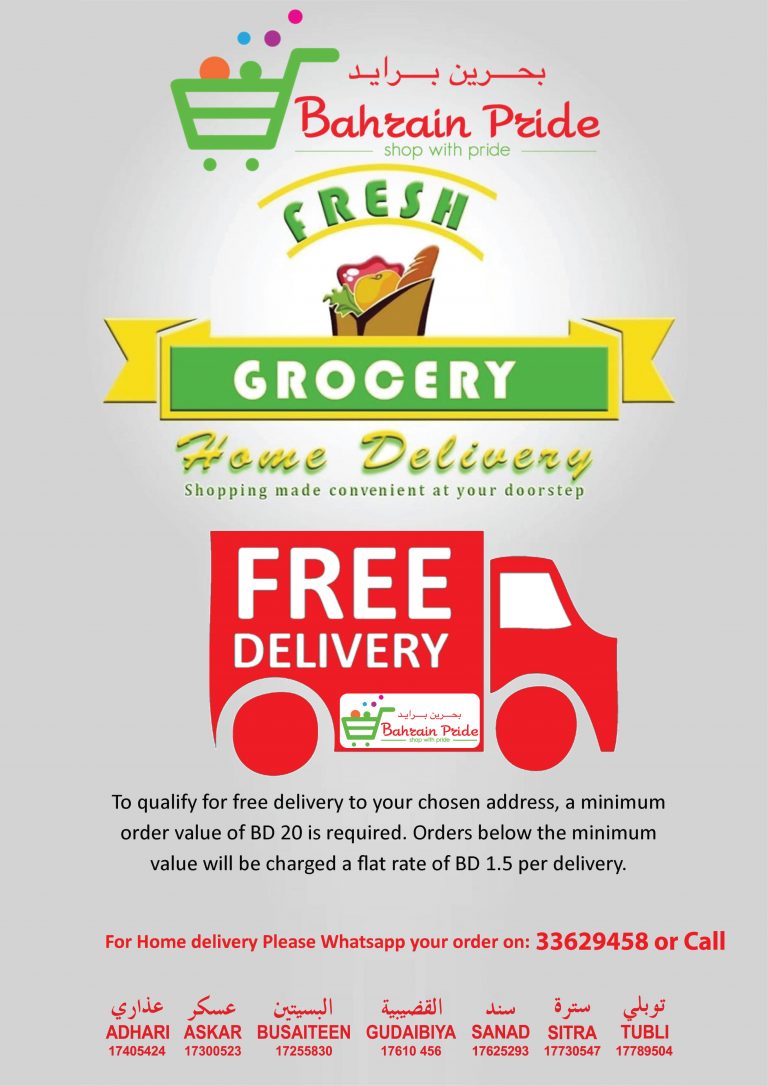 بحـــرين بـــرايـد
Bahrain Pride
shop with pride
FRESH
GROCERY
Home Delivery
Shopping made convenient at your doorstep
FREE
DELIVERY
بحـــرين بـــرايـد
Bahrain Pride
shop with pride
To qualify for free delivery to your chosen address, a minimum
order value of BD 20 is required. Orders below the minimum
value will be charged a flat rate of BD 1.5 per delivery.
For Home delivery Please Whatsapp your order on: 33629458 or Call
عذاري عسكر البسيتين القضيبية سند سترة توبلي
ADHARI ASKAR BUSAITEEN GUDAIBIYA SANAD SITRA TUBLI
17405424 17300523 17255830 17610 456 17625293 17730547 17789504